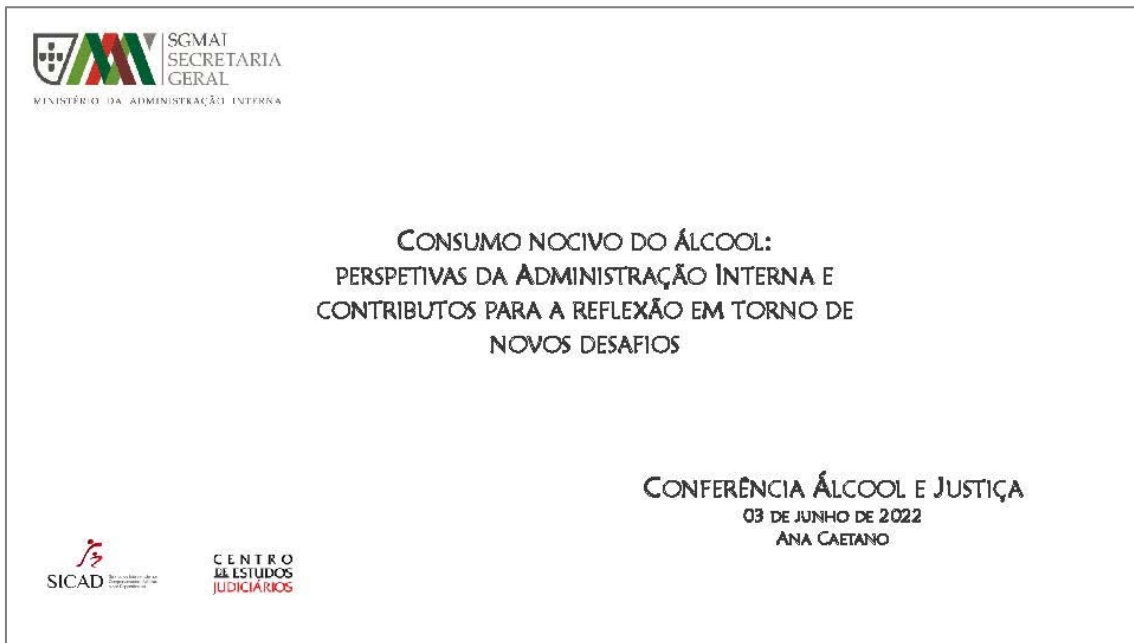 SGMAI
SECRETARIA
GERAL
MINISTÉRIO DA ADMINISTRAÇÃO INTERNA
CONSUMO NOCIVO DO ÁLCOOL:
PERSPETIVAS DA ADMINISTRAÇÃO INTERNA E
CONTRIBUTOS PARA A REFLEXÃO EM TORNO DE
NOVOS DESAFIOS
CONFERÊNCIA ÁLCOOL E JUSTIÇA
03 DE JUNHO DE 2022
ANA CAETANO
SICAD
CENTRO
DE ESTUDOS
JUDICIÁRIOS